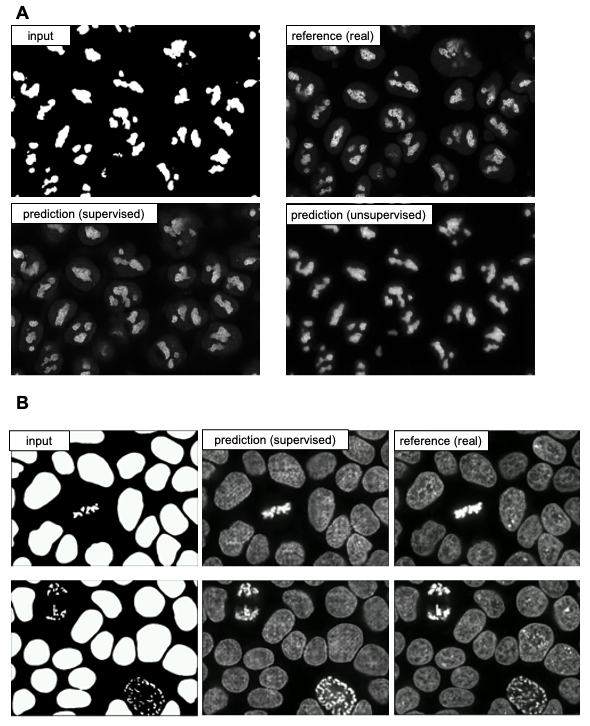 A
input
reference (real)
prediction (supervised)
prediction (unsupervised)
B
input
prediction (supervised)
reference (real)